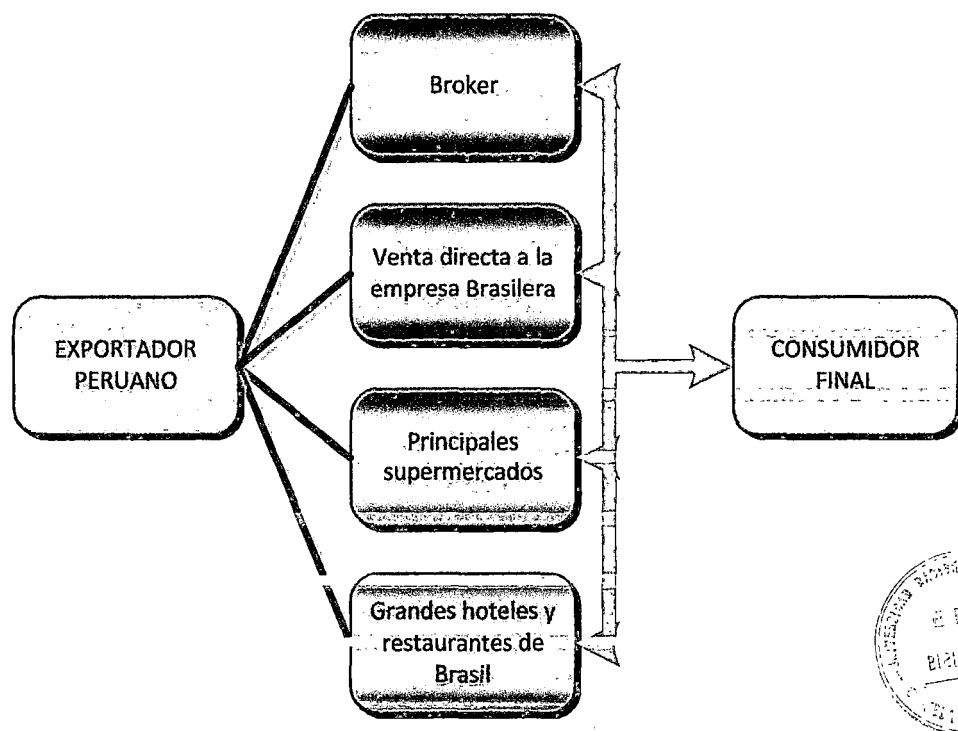 Broker
Venta directa a la
empresa Brasilera
EXPORTADOR
PERUANO
CONSUMIDOR
FINAL
Principales
supermercados
Grandes hoteles y
restaurantes de
Brasil